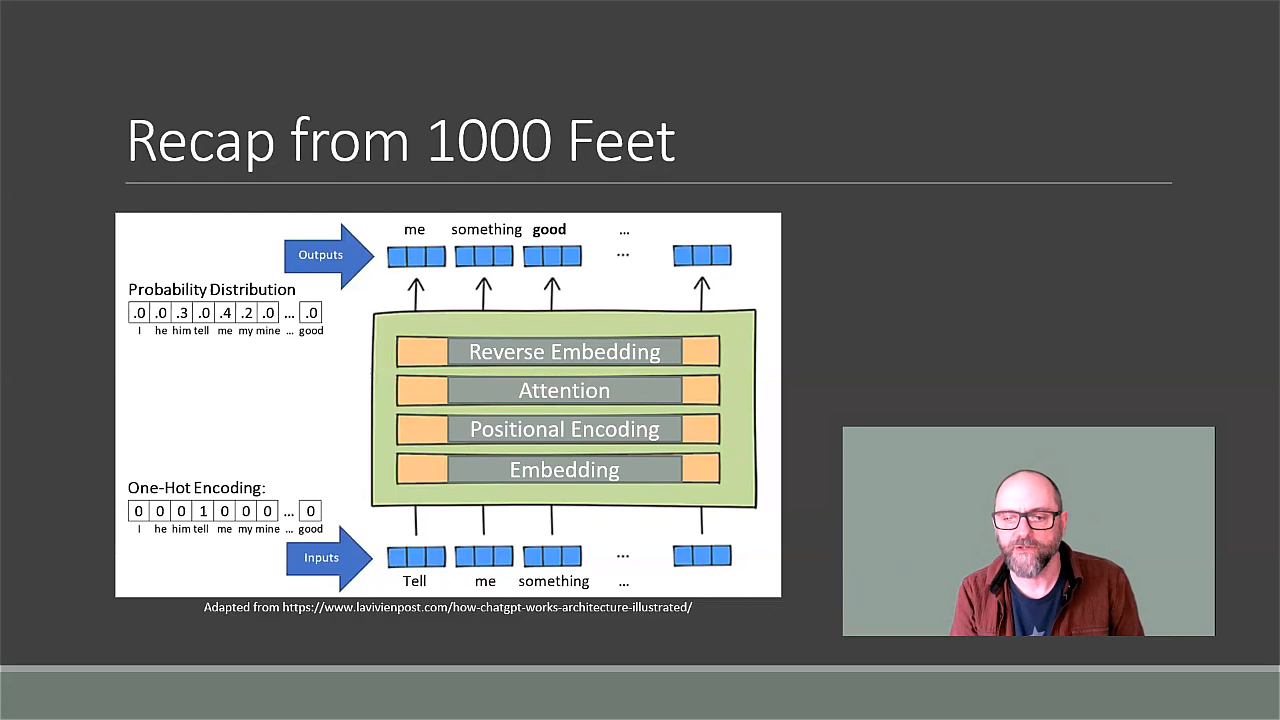 Recap from 1000 Feet
me something good ...
Outputs
...
Probability Distribution
.0 .0 .3 .0 .4 .2 .0 ... .0
I he him tell me my mine ... good
Reverse Embedding
Attention
Positional Encoding
Embedding
One-Hot Encoding:
0 0 0 1 0 0 0 ... 0
I he him tell me my mine ... good
Inputs
...
Tell me something ...
Adapted from https://www.lavivienpost.com/how-chatgpt-works-architecture-illustrated/